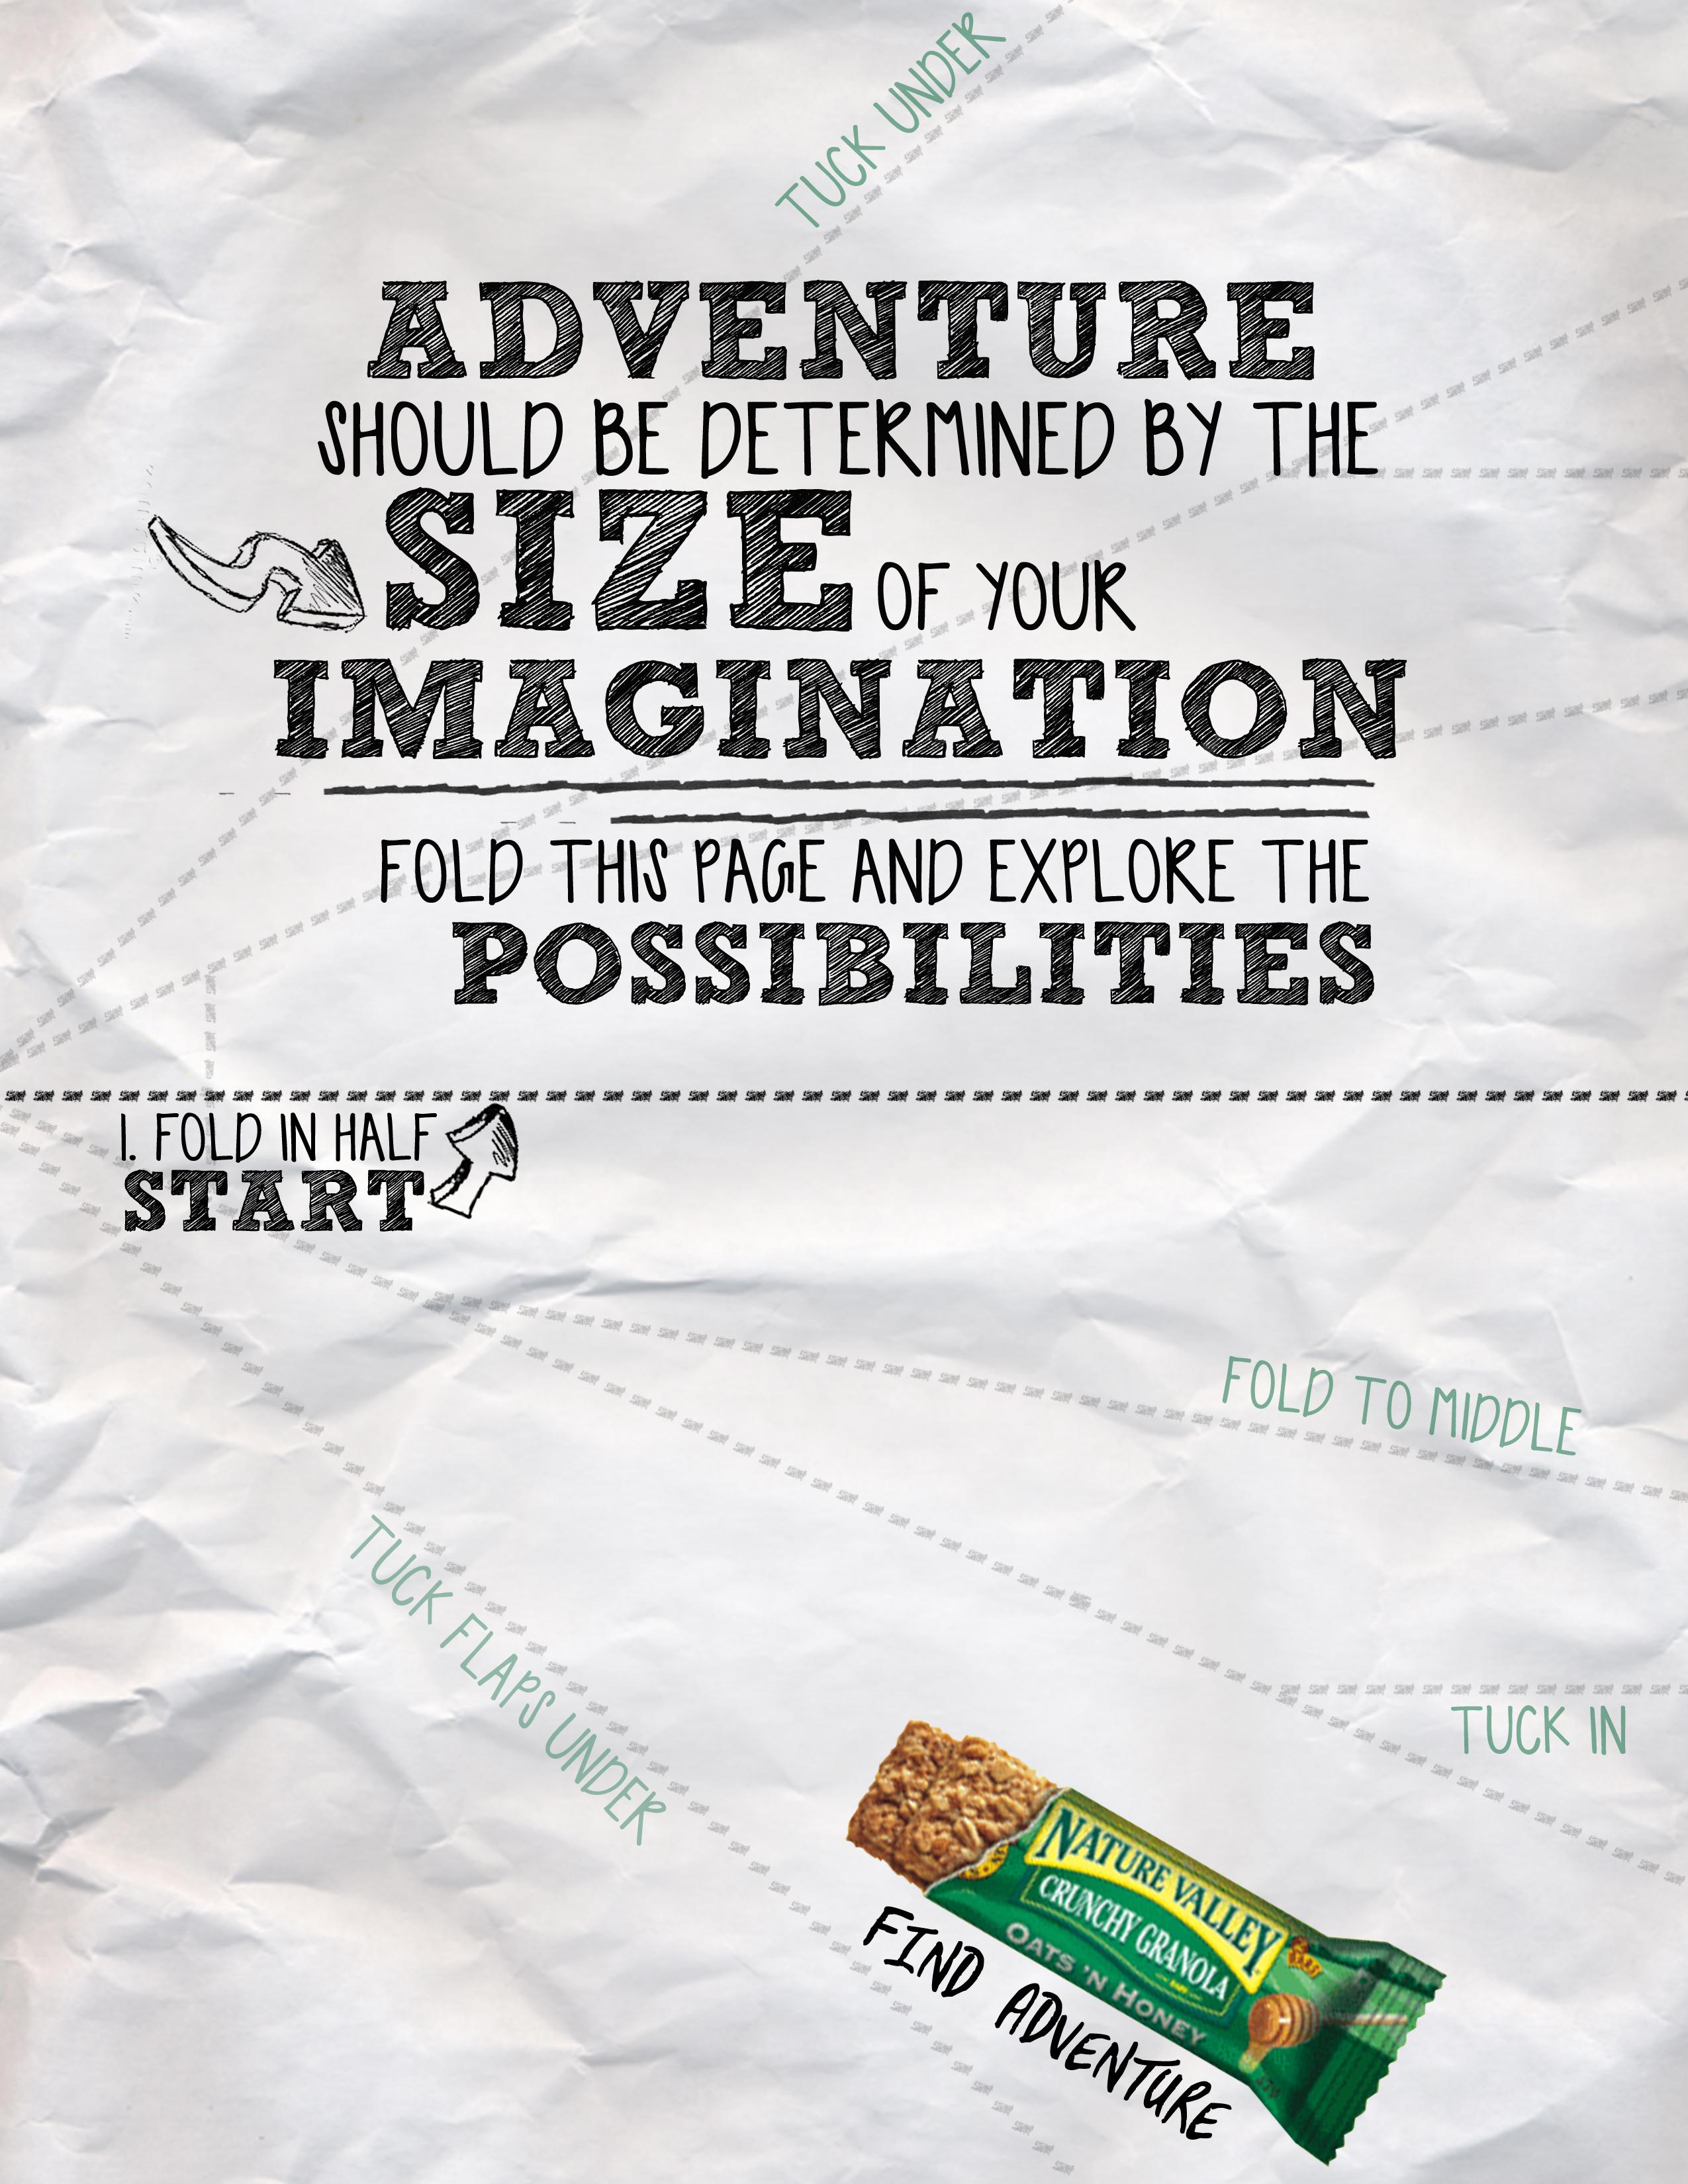 TUCK UNDER
ADVENTURE
SHOULD BE DETERMINED BY THE
SIZE OF YOUR
IMAGINATION
FOLD THIS PAGE AND EXPLORE THE
POSSIBILITIES
1. FOLD IN HALF
START
FOLD TO MIDDLE
TUCK FLAPS UNDER
TUCK IN
NATURE VALLEY
CRUNCHY GRANOLA
OATS 'N HONEY
FIND ADVENTURE